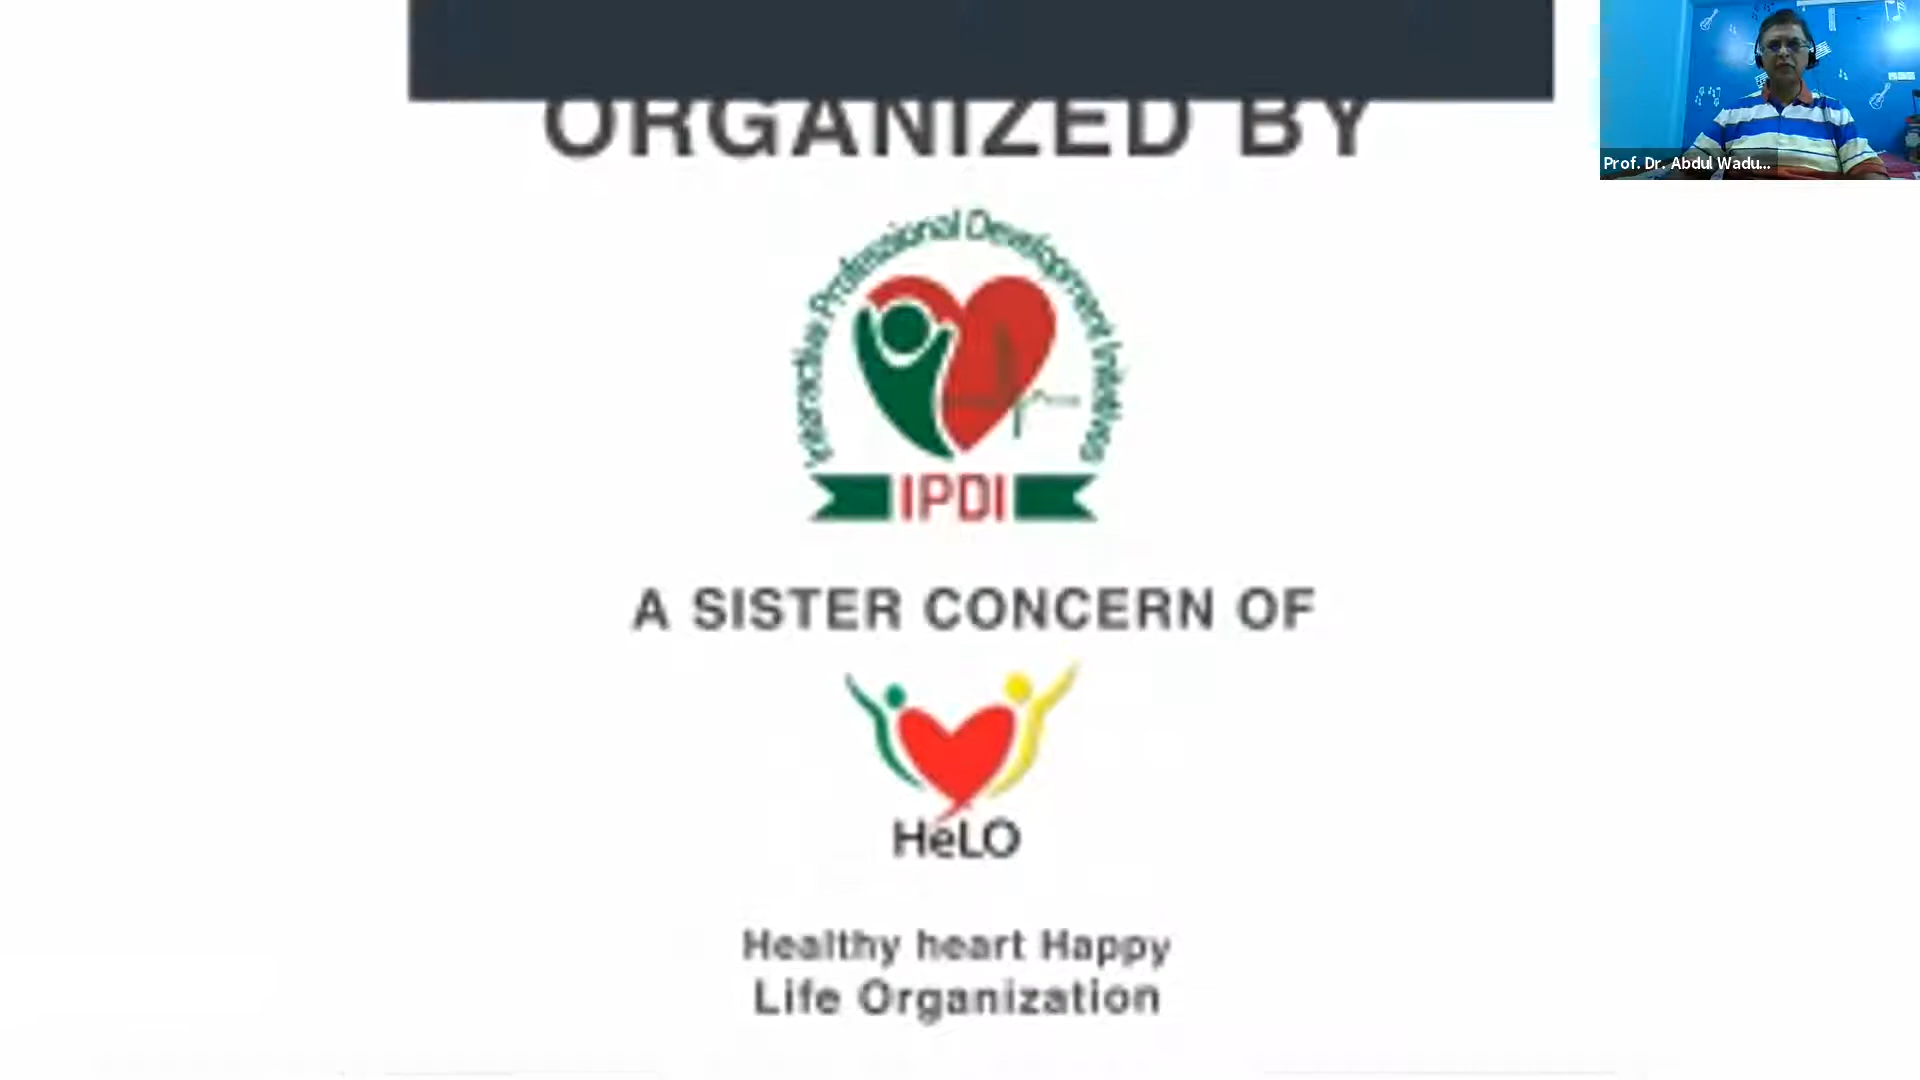 ORGANIZED BY
Interactive Professional Development Initiatives
IPDI
A SISTER CONCERN OF
HeLO
Healthy heart Happy
Life Organization
Prof. Dr. Abdul Wadu...